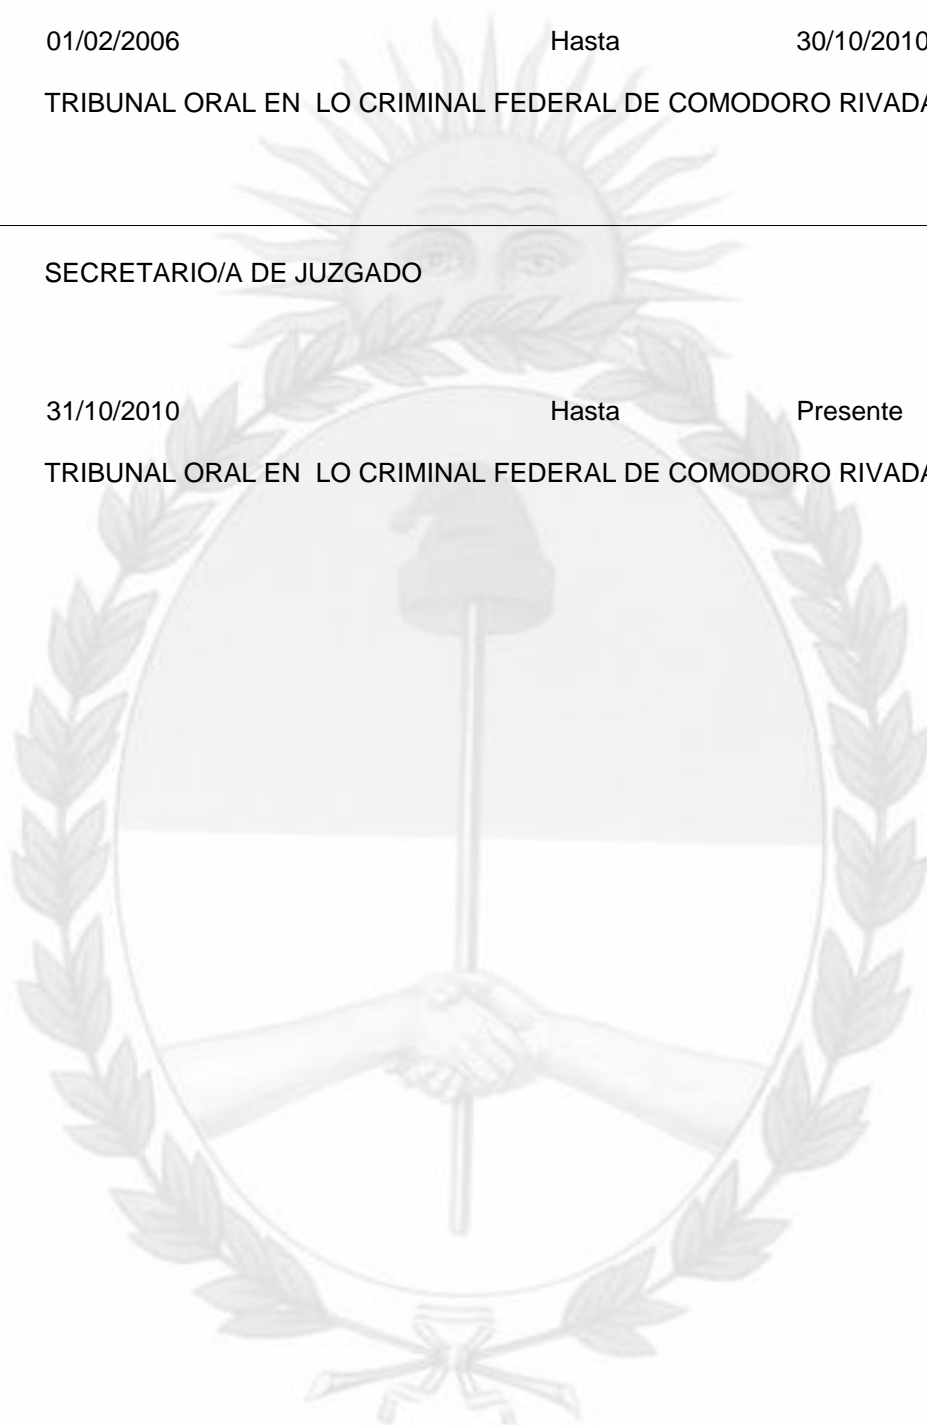 01/02/2006 Hasta 30/10/2010
TRIBUNAL ORAL EN LO CRIMINAL FEDERAL DE COMODORO
SECRETARIO/A DE JUZGADO
31/10/2010 Hasta Presente
TRIBUNAL ORAL EN LO CRIMINAL FEDERAL DE COMODORO